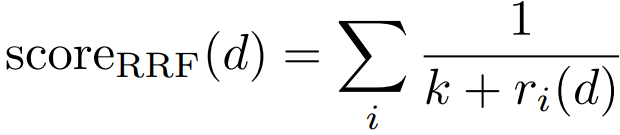 score_RRF(d) = ∑_i 1/(k + r_i(d))